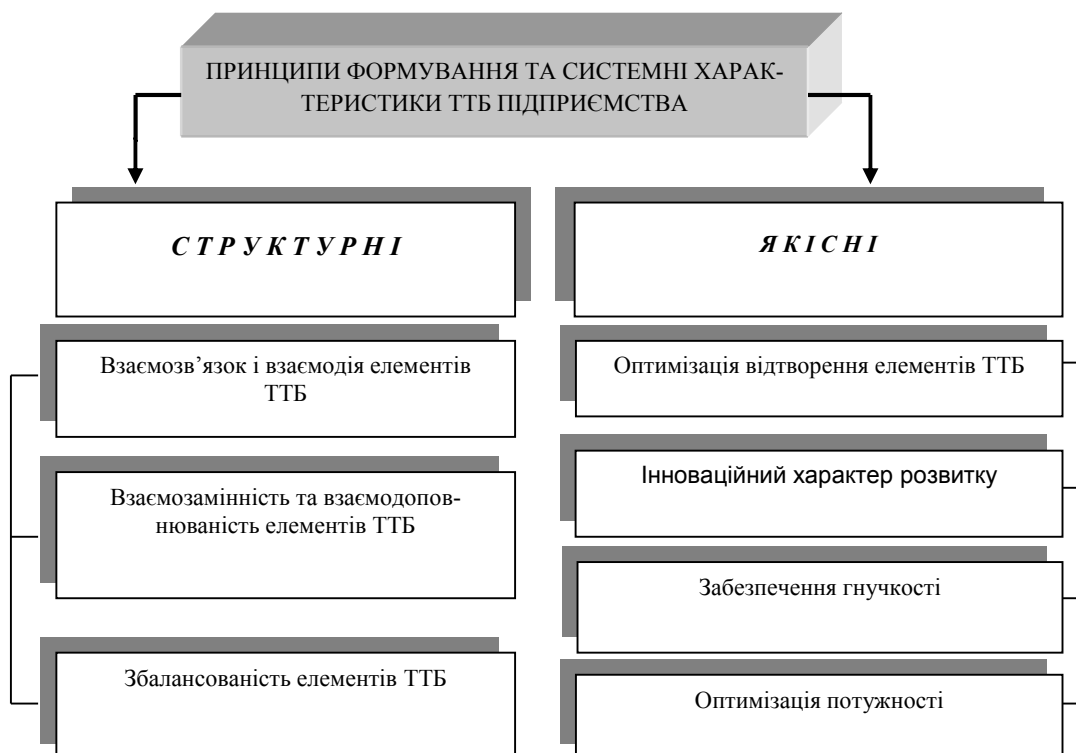 ПРИНЦИПИ ФОРМУВАННЯ ТА СИСТЕМНІ ХАРАК-
ТЕРИСТИКИ ТТБ ПІДПРИЄМСТВА
С Т Р У К Т У Р Н І
Взаємозв’язок і взаємодія елементів
ТТБ
Взаємозамінність та взаємодопов-
нюваність елементів ТТБ
Збалансованість елементів ТТБ
Я К І С Н І
Оптимізація відтворення елементів ТТБ
Інноваційний характер розвитку
Забезпечення гнучкості
Оптимізація потужності